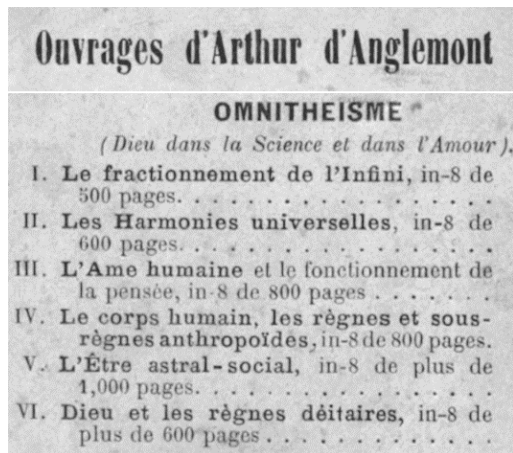 Ouvrages d'Arthur d'Anglemont
OMNITHEISME
(Dieu dans la Science et dans l'Amour).
I. Le fractionnement de l'Infini, in-8 de
500 pages. . . . . . . . . . . . . . . . .
II. Les Harmonies universelles, in-8 de
600 pages. . . . . . . . . . . . . . . . .
III. L'Ame humaine et le fonctionnement de
la pensée, in-8 de 800 pages . . . . . . .
IV. Le corps humain, les règnes et sous-
règnes anthropoïdes, in-8 de 800 pages.
V. L'Être astral-social, in-8 de plus de
1,000 pages. . . . . . . . . . . . . . . .
VI. Dieu et les règnes déitaires, in-8 de
plus de 600 pages . . . . . . . . . . . .